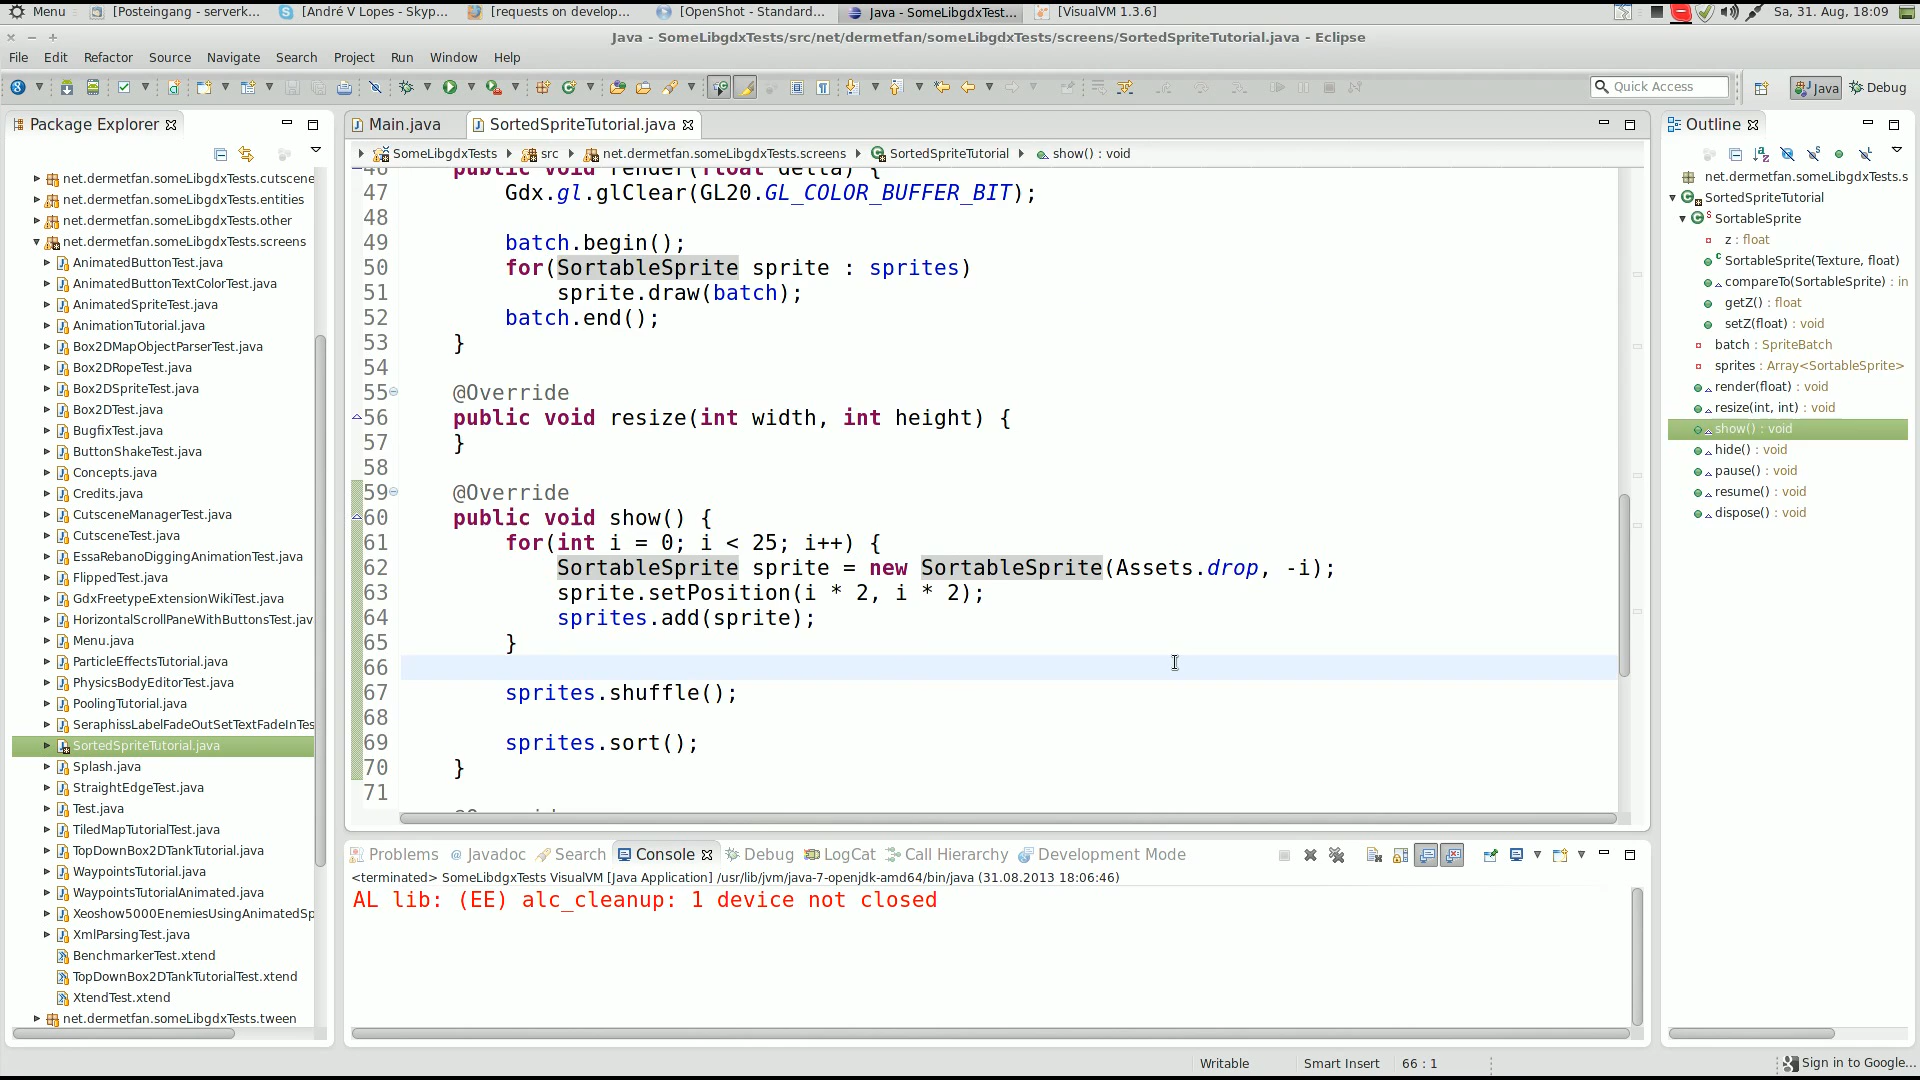 Menu [Posteingang - serverk... [André V Lopes - Skyp... [requests on develop... [OpenShot - Standard... Java - SomeLibgdxTest... [VisualVM 1.3.6] Sa, 31. Aug, 18:09
Java - SomeLibgdxTests/src/net/dermetfan/someLibgdxTests/screens/SortedSpriteTutorial.java - Eclipse
File Edit Refactor Source Navigate Search Project Run Window Help
Quick Access Java Debug
Package Explorer
net.dermetfan.someLibgdxTests.cutscene
net.dermetfan.someLibgdxTests.entities
net.dermetfan.someLibgdxTests.other
net.dermetfan.someLibgdxTests.screens
AnimatedButtonTest.java
AnimatedButtonTextColorTest.java
AnimatedSpriteTest.java
AnimationTutorial.java
Box2DMapObjectParserTest.java
Box2DRopeTest.java
Box2DSpriteTest.java
Box2DTest.java
BugfixTest.java
ButtonShakeTest.java
Concepts.java
Credits.java
CutsceneManagerTest.java
CutsceneTest.java
EssaRebanoDiggingAnimationTest.java
FlippedTest.java
GdxFreetypeExtensionWikiTest.java
HorizontalScrollPaneWithButtonsTest.jav
Menu.java
ParticleEffectsTutorial.java
PhysicsBodyEditorTest.java
PoolingTutorial.java
SeraphissLabelFadeOutSetTextFadeInTes
SortedSpriteTutorial.java
Splash.java
StraightEdgeTest.java
Test.java
TiledMapTutorialTest.java
TopDownBox2DTankTutorial.java
WaypointsTutorial.java
WaypointsTutorialAnimated.java
Xeoshow5000EnemiesUsingAnimatedSp
XmlParsingTest.java
BenchmarkerTest.xtend
TopDownBox2DTankTutorialTest.xtend
XtendTest.xtend
net.dermetfan.someLibgdxTests.tween
Main.java SortedSpriteTutorial.java
SomeLibgdxTests src net.dermetfan.someLibgdxTests.screens SortedSpriteTutorial show() : void
46 public void render(float delta) {
47 Gdx.gl.glClear(GL20.GL_COLOR_BUFFER_BIT);
48
49 batch.begin();
50 for(SortableSprite sprite : sprites)
51 sprite.draw(batch);
52 batch.end();
53 }
54
55 @Override
56 public void resize(int width, int height) {
57 }
58
59 @Override
60 public void show() {
61 for(int i = 0; i < 25; i++) {
62 SortableSprite sprite = new SortableSprite(Assets.drop, -i);
63 sprite.setPosition(i * 2, i * 2);
64 sprites.add(sprite);
65 }
66
67 sprites.shuffle();
68
69 sprites.sort();
70 }
71
Problems Javadoc Search Console Debug LogCat Call Hierarchy Development Mode
<terminated> SomeLibdgxTests VisualVM [Java Application] /usr/lib/jvm/java-7-openjdk-amd64/bin/java (31.08.2013 18:06:46)
AL lib: (EE) alc_cleanup: 1 device not closed
Outline
net.dermetfan.someLibgdxTests.s
SortedSpriteTutorial
SortableSprite
z : float
SortableSprite(Texture, float)
compareTo(SortableSprite) : in
getZ() : float
setZ(float) : void
batch : SpriteBatch
sprites : Array<SortableSprite>
render(float) : void
resize(int, int) : void
show() : void
hide() : void
pause() : void
resume() : void
dispose() : void
Writable Smart Insert 66 : 1 Sign in to Google...